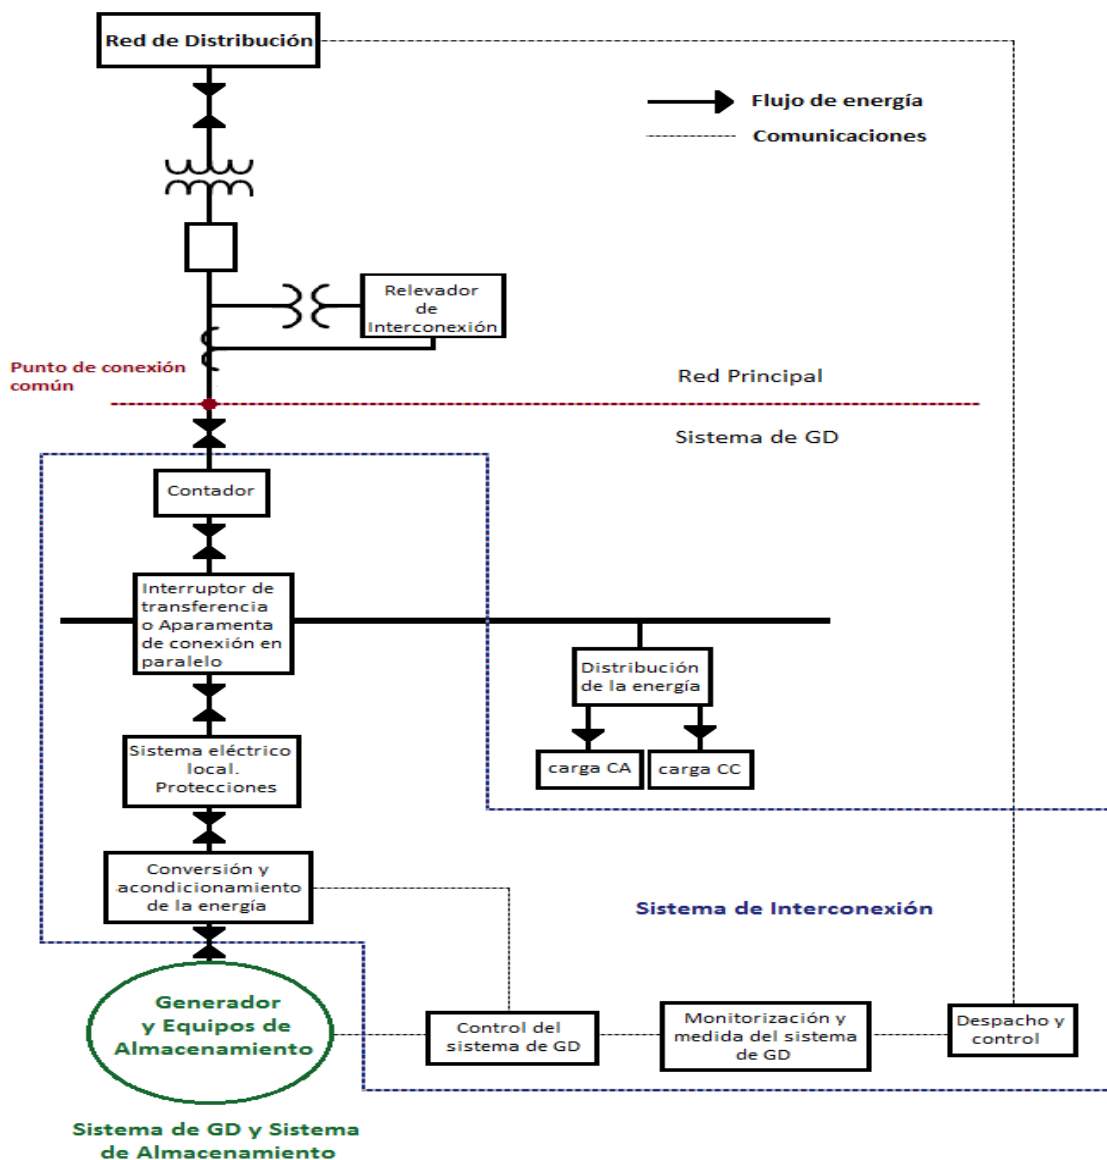 Red de Distribución
Flujo de energía
Comunicaciones
Relevador
de
Interconexión
Punto de conexión
común
Red Principal
Sistema de GD
Contador
Interruptor de
transferencia
o Aparamenta
de conexión en
paralelo
Distribución
de la energía
carga CA
carga CC
Sistema eléctrico
local.
Protecciones
Conversión y
acondicionamiento
de la energía
Sistema de Interconexión
Generador
y Equipos de
Almacenamiento
Control del
sistema de GD
Monitorización y
medida del sistema
de GD
Despacho y
control
Sistema de GD y Sistema
de Almacenamiento